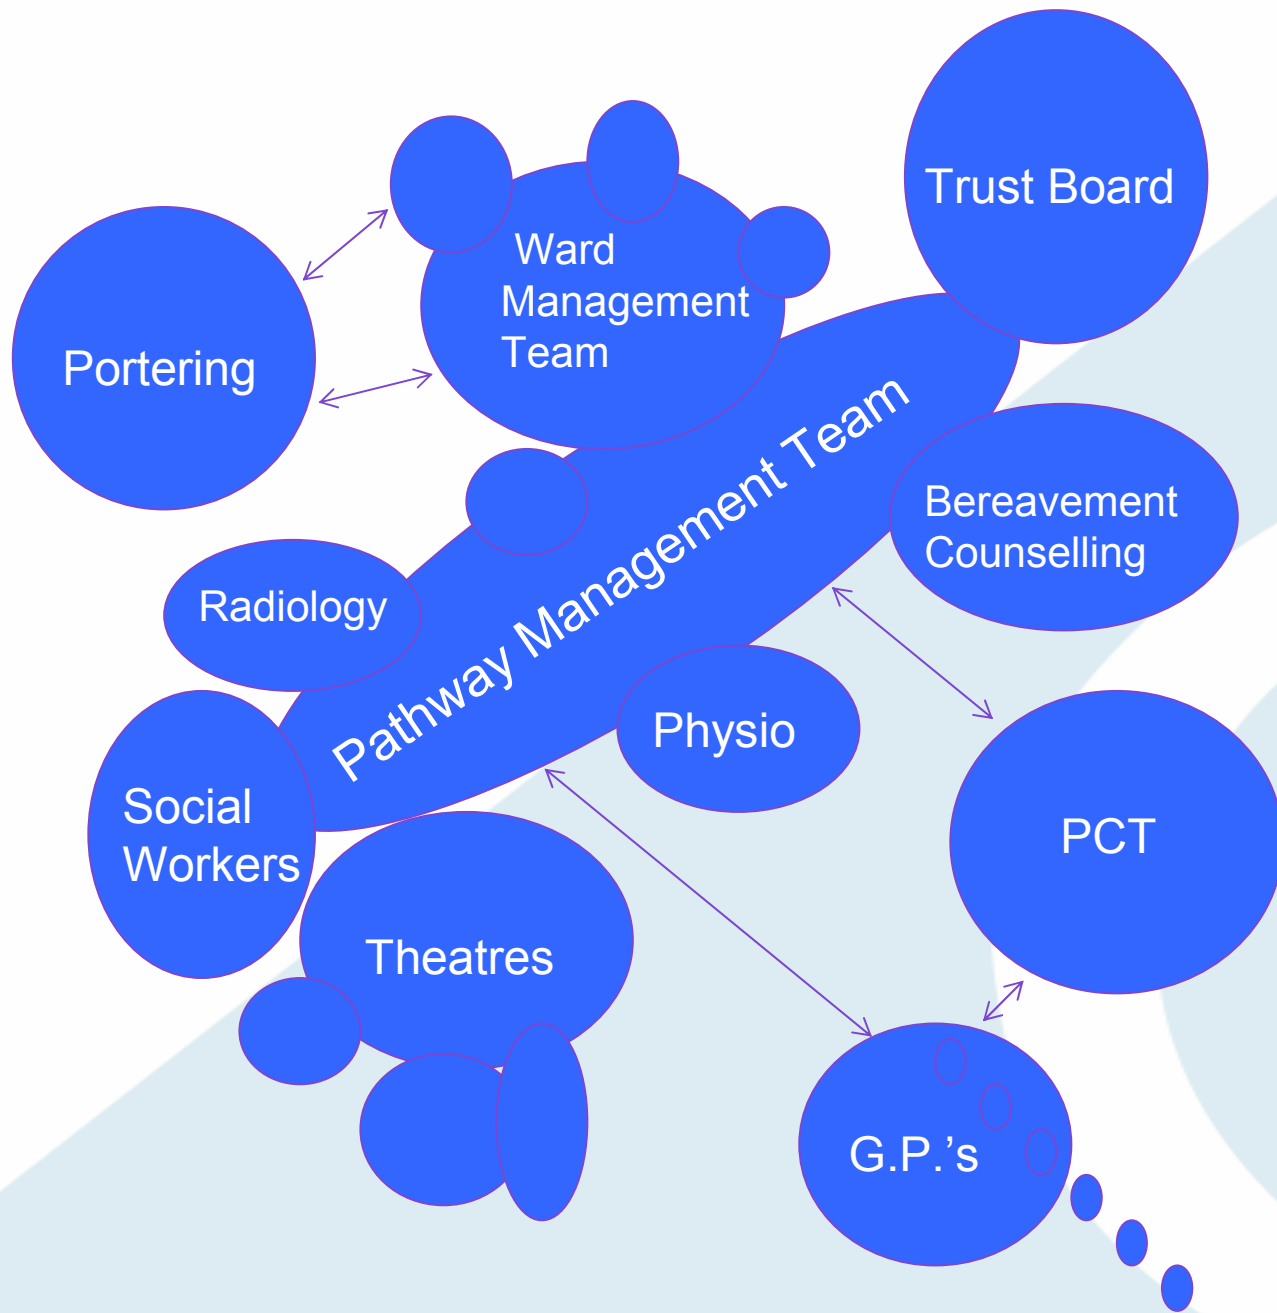 Trust Board
Ward
Management
Team
Portering
Pathway Management Team
Bereavement
Counselling
Radiology
Physio
Social
Workers
PCT
Theatres
G.P.’s